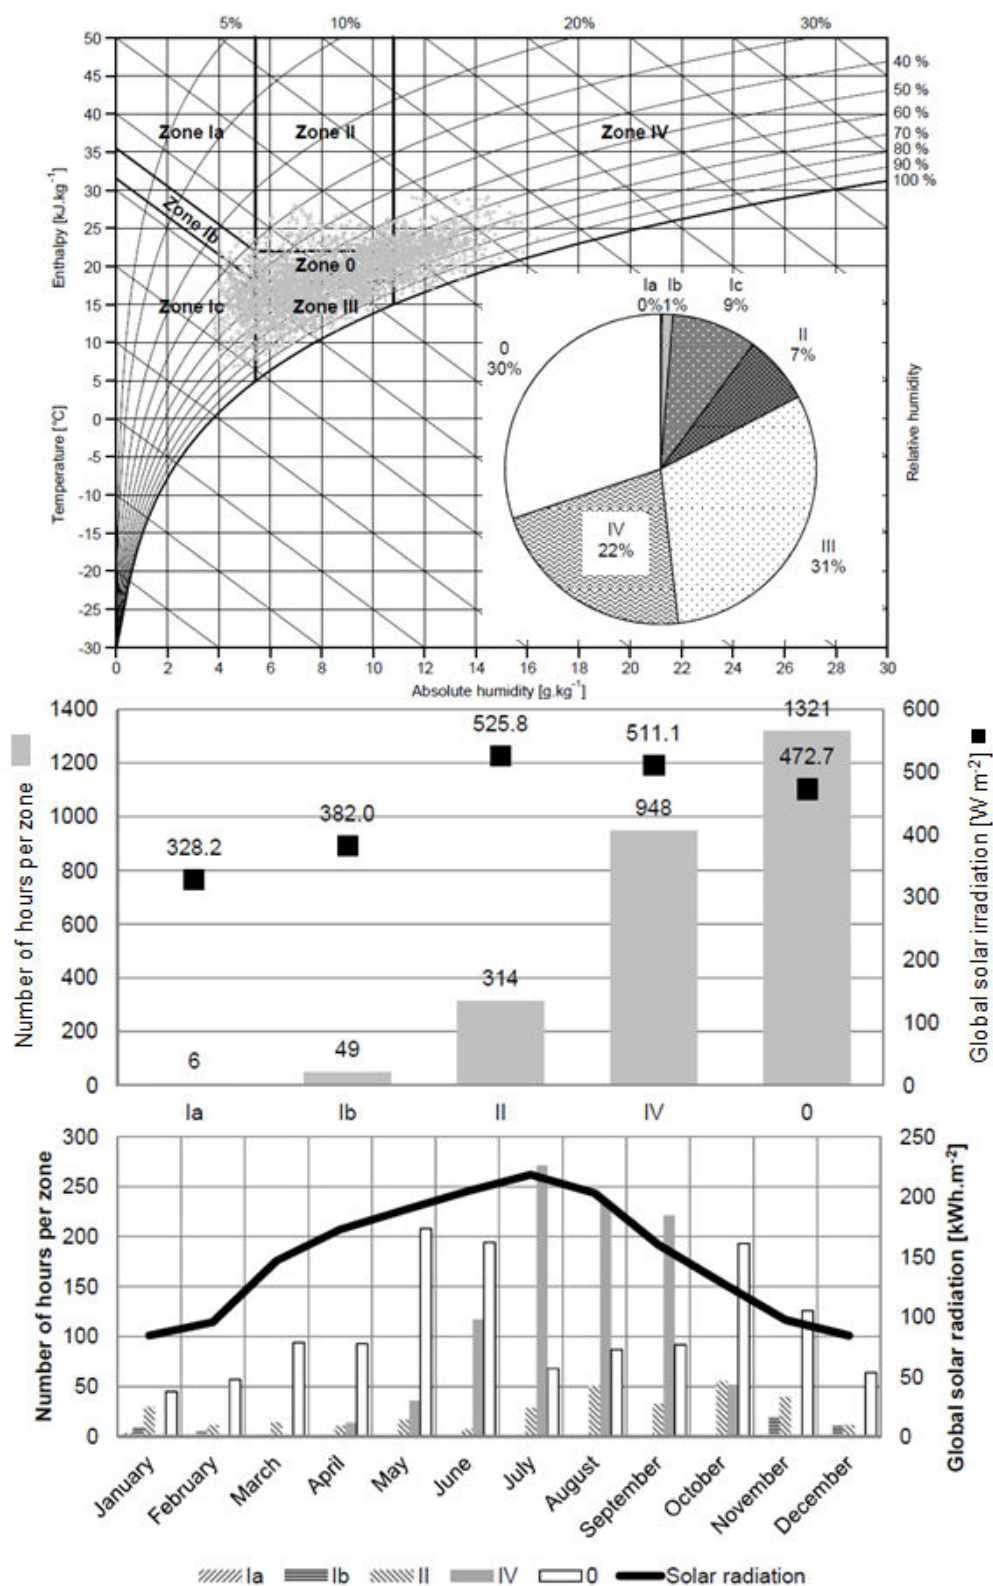 5% 10% 20% 30%
50
45
40
35
30
25
20
15
10
5
0
-5
-10
-15
-20
-25
-30
Enthalpy [kJ.kg-1]
Temperature [°C]
Zone Ia Zone II Zone IV
Zone Ib
Zone 0
Zone Ic Zone III
40 %
50 %
60 %
70 %
80 %
90 %
100 %
Relative humidity
Ia Ib Ic
0% 1% 9%
II
7%
0
30%
IV
22%
III
31%
0 2 4 6 8 10 12 14 16 18 20 22 24 26 28 30
Absolute humidity [g.kg-1]
Number of hours per zone
1400
1200
1000
800
600
400
200
0
328.2 382.0 525.8 511.1 472.7
6 49 314 948 1321
600
500
400
300
200
100
0
Global solar irradiation [W m-2]
Ia Ib II IV 0
Number of hours per zone
300
250
200
150
100
50
0
250
200
150
100
50
0
Global solar radiation [kWh.m-2]
January February March April May June July August September October November December
Ia Ib II IV 0 Solar radiation